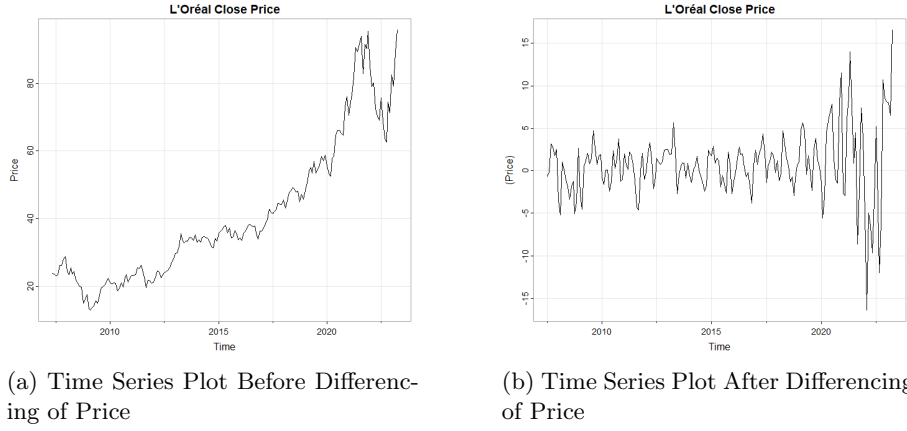 L'Oréal Close Price
80
60
40
20
Price
2010
2015
2020
Time
(a) Time Series Plot Before Differenc-
ing of Price
L'Oréal Close Price
15
10
5
0
-5
-10
-15
(Price)
2010
2015
2020
Time
(b) Time Series Plot After Differencing
of Price